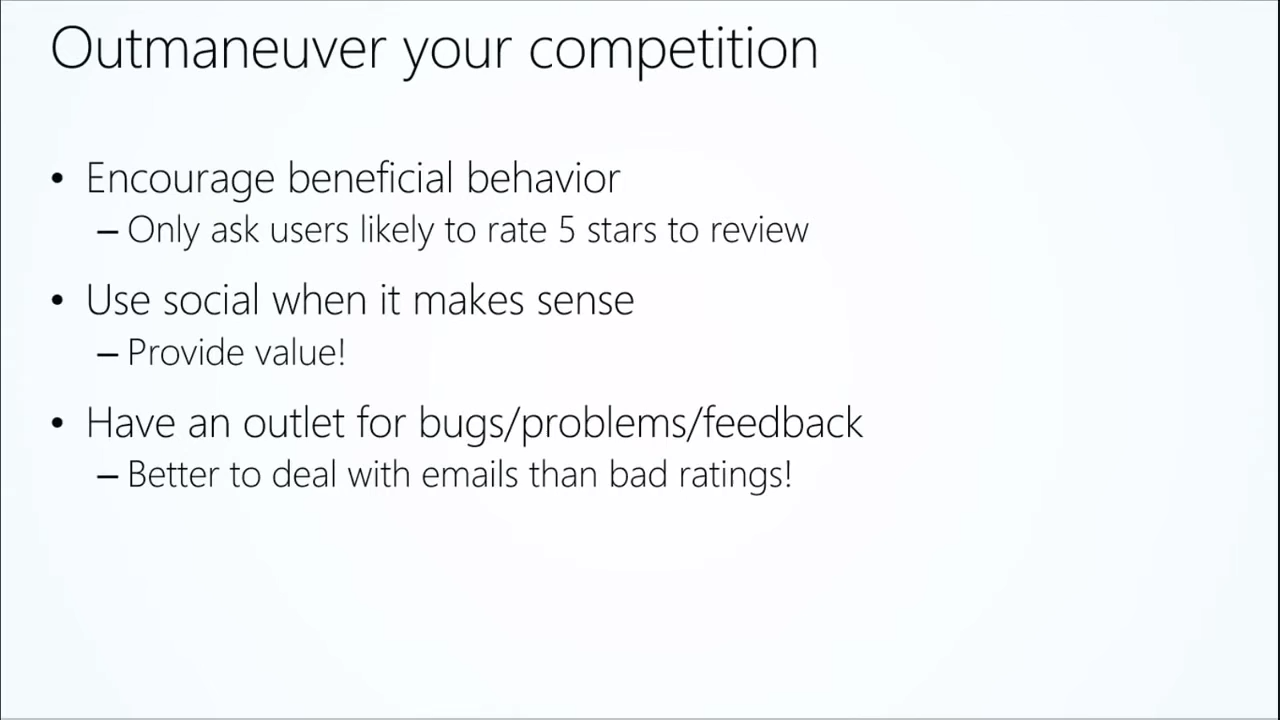 Outmaneuver your competition
• Encourage beneficial behavior
– Only ask users likely to rate 5 stars to review
• Use social when it makes sense
– Provide value!
• Have an outlet for bugs/problems/feedback
– Better to deal with emails than bad ratings!